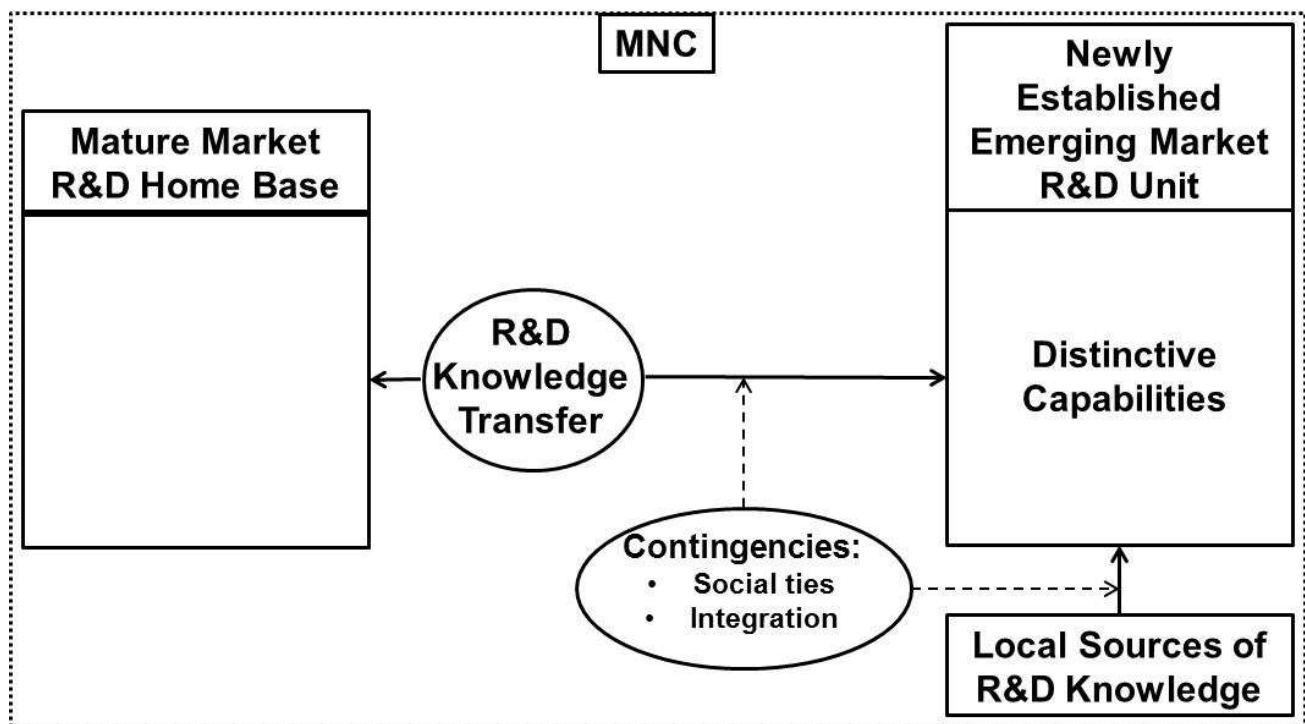 MNC
Mature Market
R&D Home Base
Newly
Established
Emerging Market
R&D Unit
R&D
Knowledge
Transfer
Distinctive
Capabilities
Contingencies:
• Social ties
• Integration
Local Sources of
R&D Knowledge